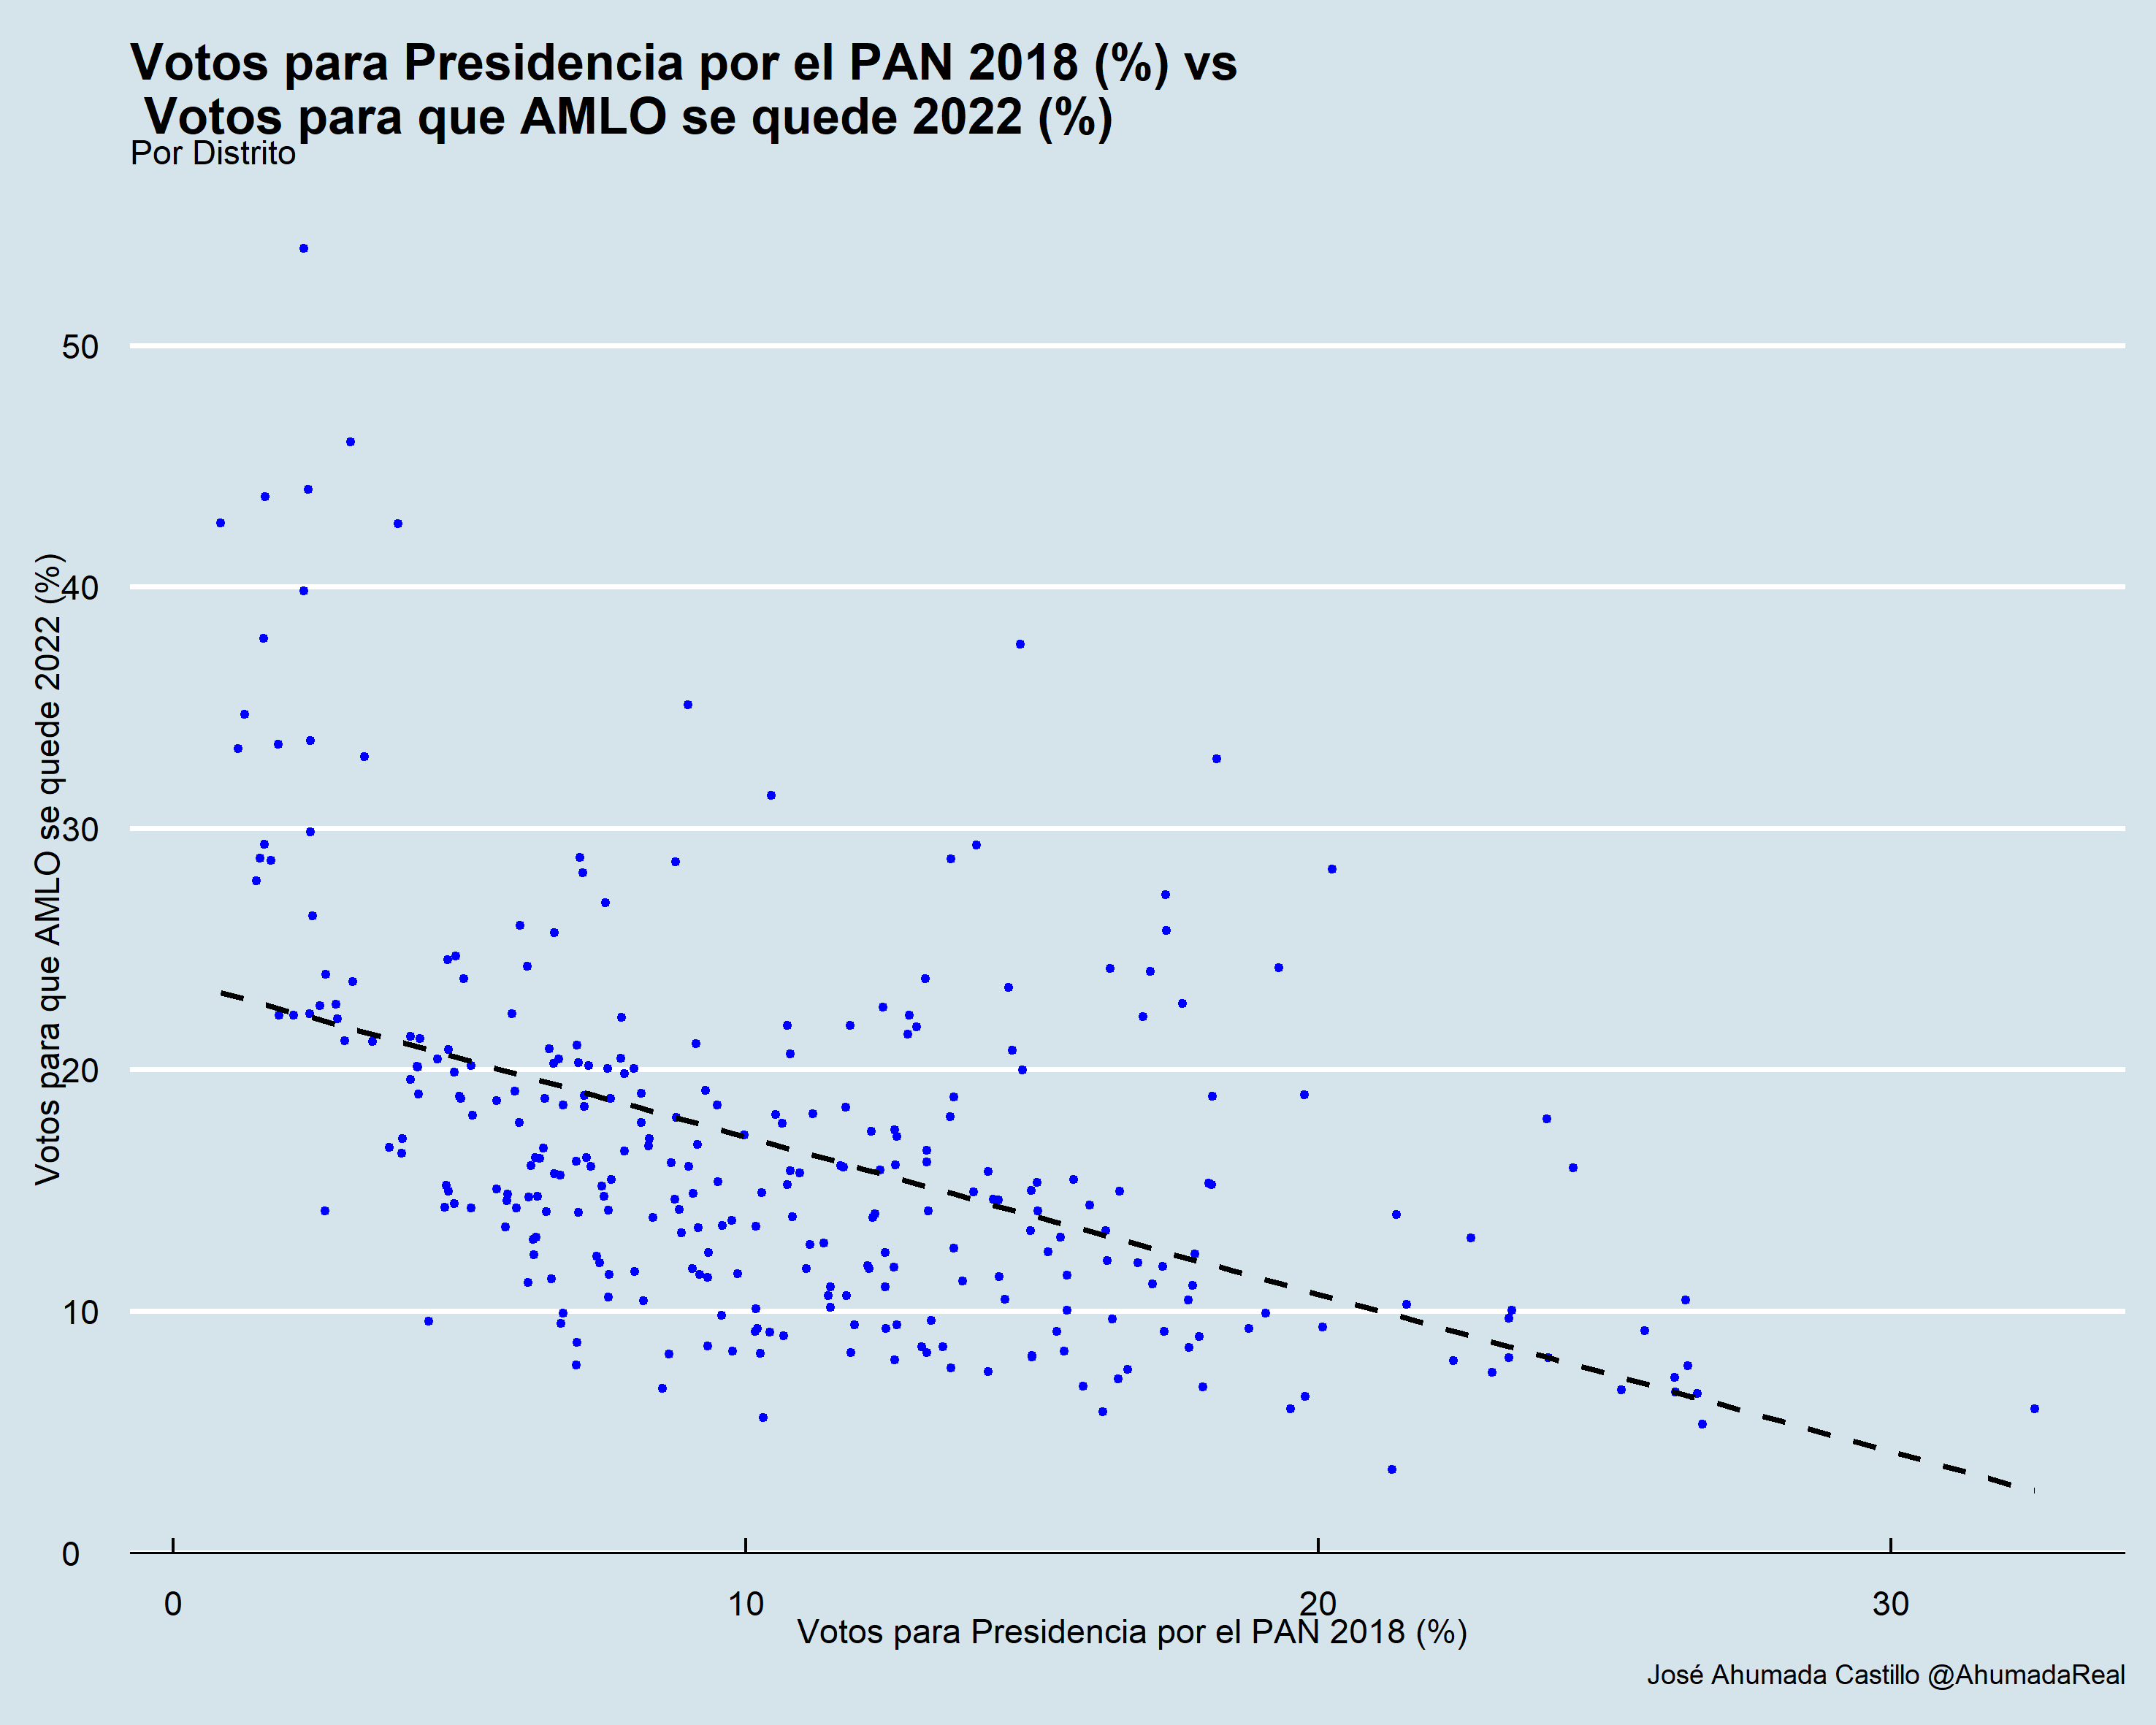 Votos para Presidencia por el PAN 2018 (%) vs
Votos para que AMLO se quede 2022 (%)
Por Distrito
Votos para que AMLO se quede 2022 (%)
50
40
30
20
10
0
0 10 20 30
Votos para Presidencia por el PAN 2018 (%)
José Ahumada Castillo @AhumadaReal